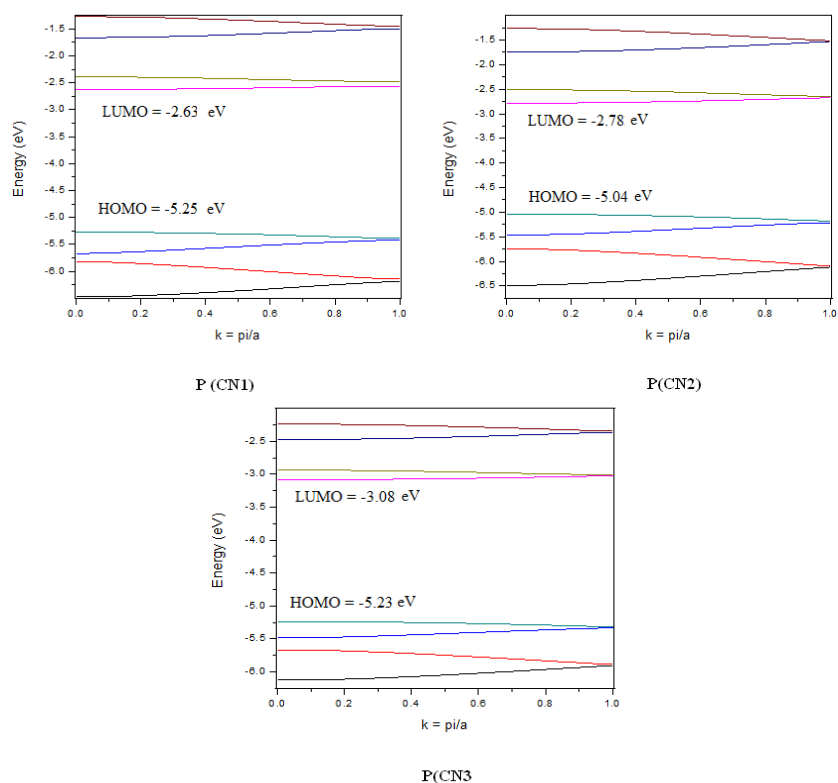 -1.5
-2.0
-2.5
-3.0
-3.5
-4.0
-4.5
-5.0
-5.5
-6.0
Energy (eV)
LUMO = -2.63 eV
HOMO = -5.25 eV
0.0 0.2 0.4 0.6 0.8 1.0
k = pi/a
P (CN1)
-1.5
-2.0
-2.5
-3.0
-3.5
-4.0
-4.5
-5.0
-5.5
-6.0
-6.5
Energy (eV)
LUMO = -2.78 eV
HOMO = -5.04 eV
0.0 0.2 0.4 0.6 0.8 1.0
k = pi/a
P(CN2)
-2.5
-3.0
-3.5
-4.0
-4.5
-5.0
-5.5
-6.0
Energy (eV)
LUMO = -3.08 eV
HOMO = -5.23 eV
0.0 0.2 0.4 0.6 0.8 1.0
k = pi/a
P(CN3